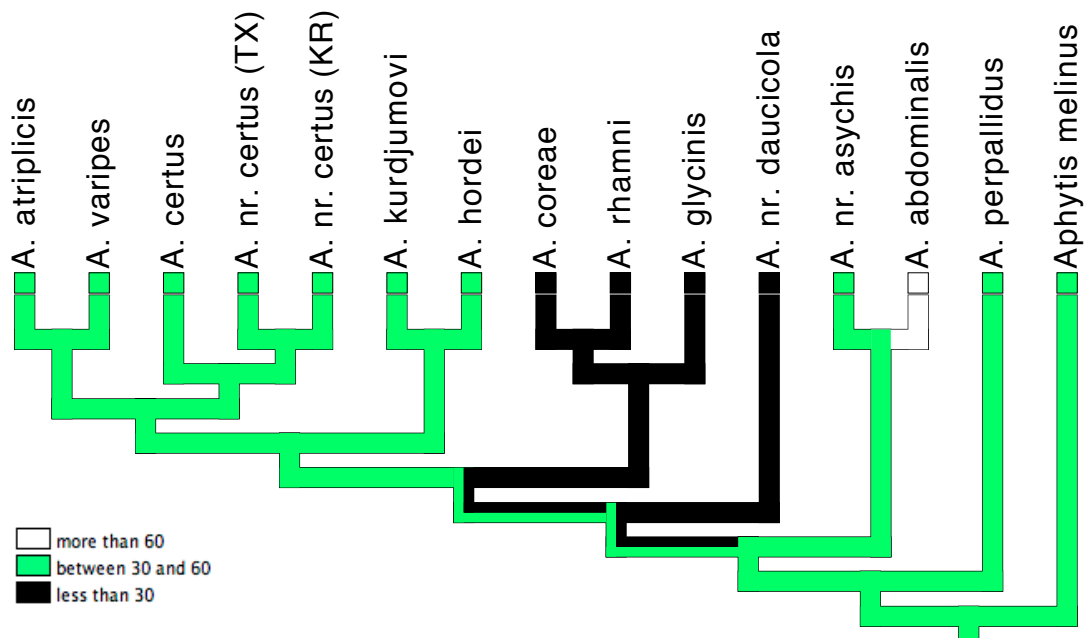 A. atriplicis
A. varipes
A. certus
A. nr. certus (TX)
A. nr. certus (KR)
A. kurdjumovi
A. hordei
A. coreae
A. rhamni
A. glycinis
A. nr. daucicola
A. nr. asychis
A. abdominalis
A. perpallidus
Aphytis melinus
more than 60
between 30 and 60
less than 30